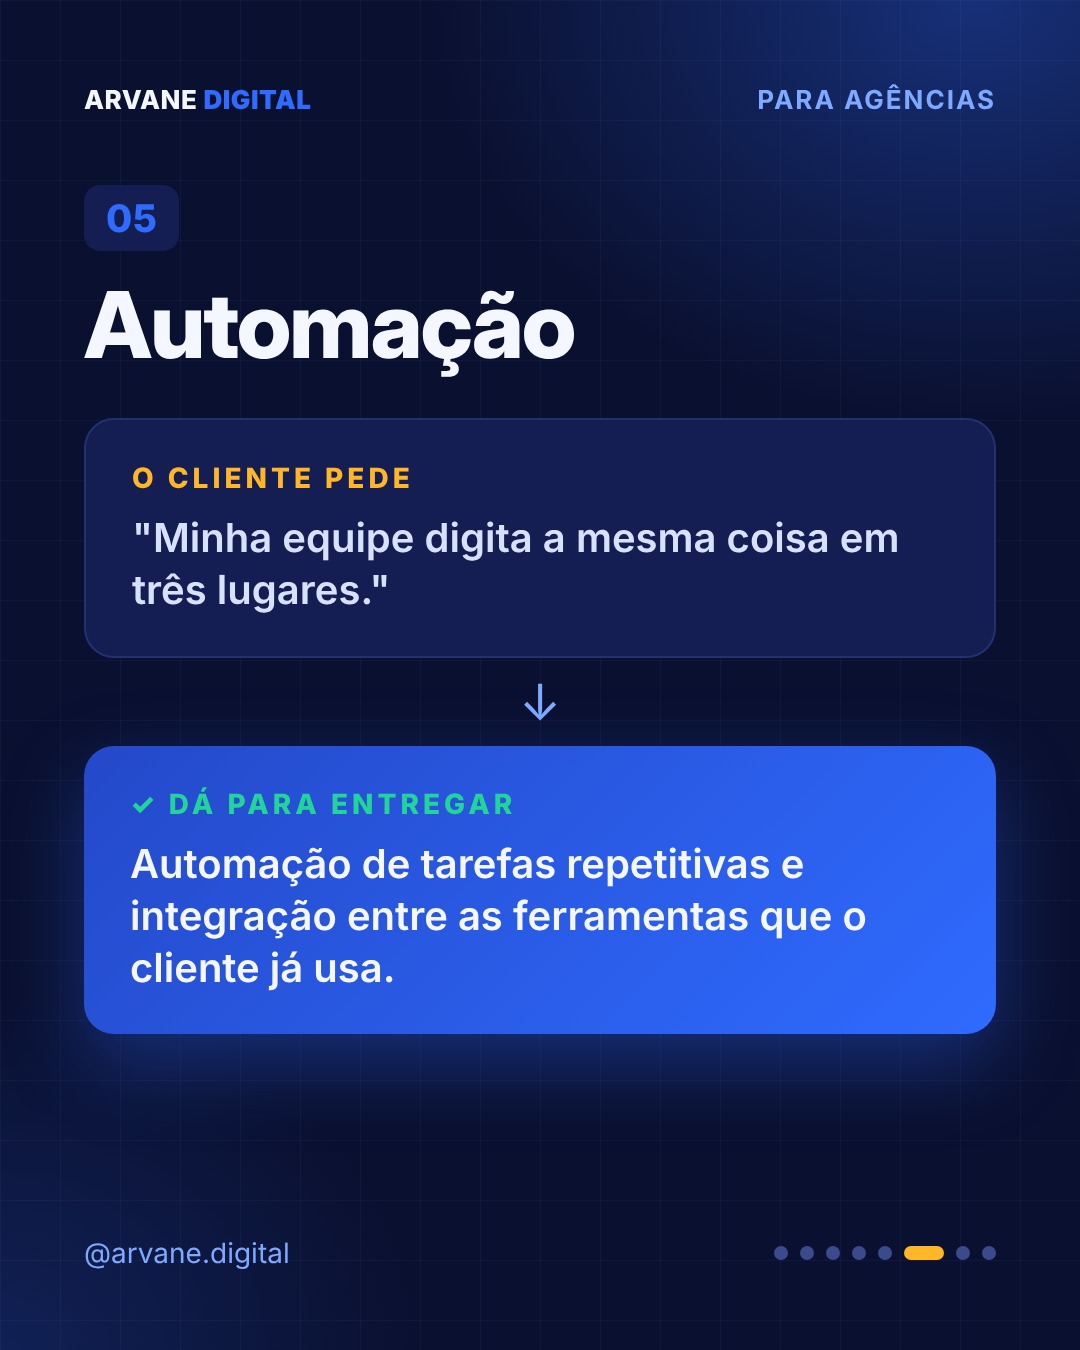 ARVANE DIGITAL
PARA AGÊNCIAS
05
Automação
O CLIENTE PEDE
"Minha equipe digita a mesma coisa em
três lugares."
↓
✓ DÁ PARA ENTREGAR
Automação de tarefas repetitivas e
integração entre as ferramentas que o
cliente já usa.
@arvane.digital